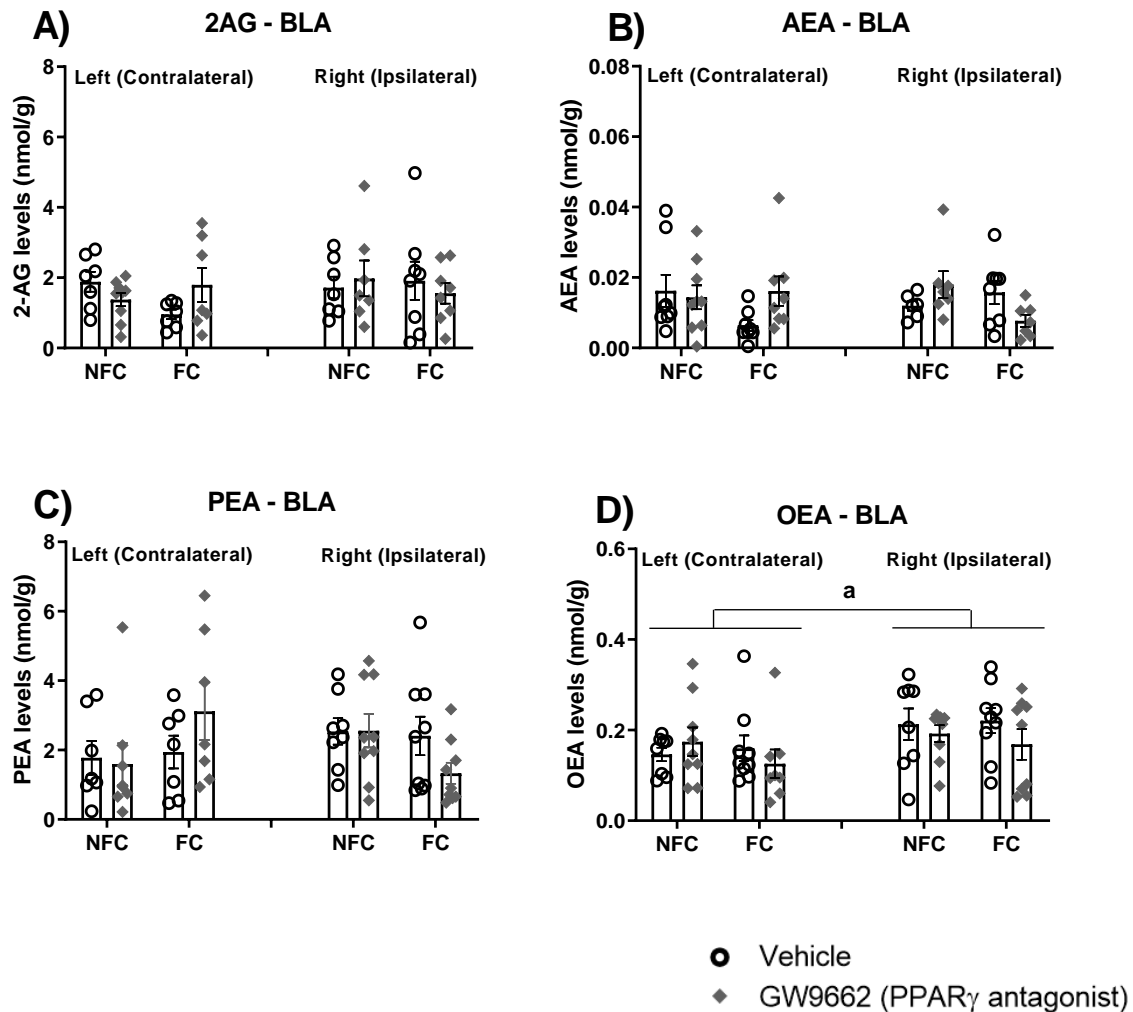 A) 2AG - BLA
Left (Contralateral) Right (Ipsilateral)
2-AG levels (nmol/g)
8
6
4
2
0
NFC FC NFC FC
B) AEA - BLA
Left (Contralateral) Right (Ipsilateral)
AEA levels (nmol/g)
0.08
0.06
0.04
0.02
0.00
NFC FC NFC FC
C) PEA - BLA
Left (Contralateral) Right (Ipsilateral)
PEA levels (nmol/g)
8
6
4
2
0
NFC FC NFC FC
D) OEA - BLA
Left (Contralateral) Right (Ipsilateral)
a
OEA levels (nmol/g)
0.6
0.4
0.2
0.0
NFC FC NFC FC
Vehicle
GW9662 (PPARγ antagonist)